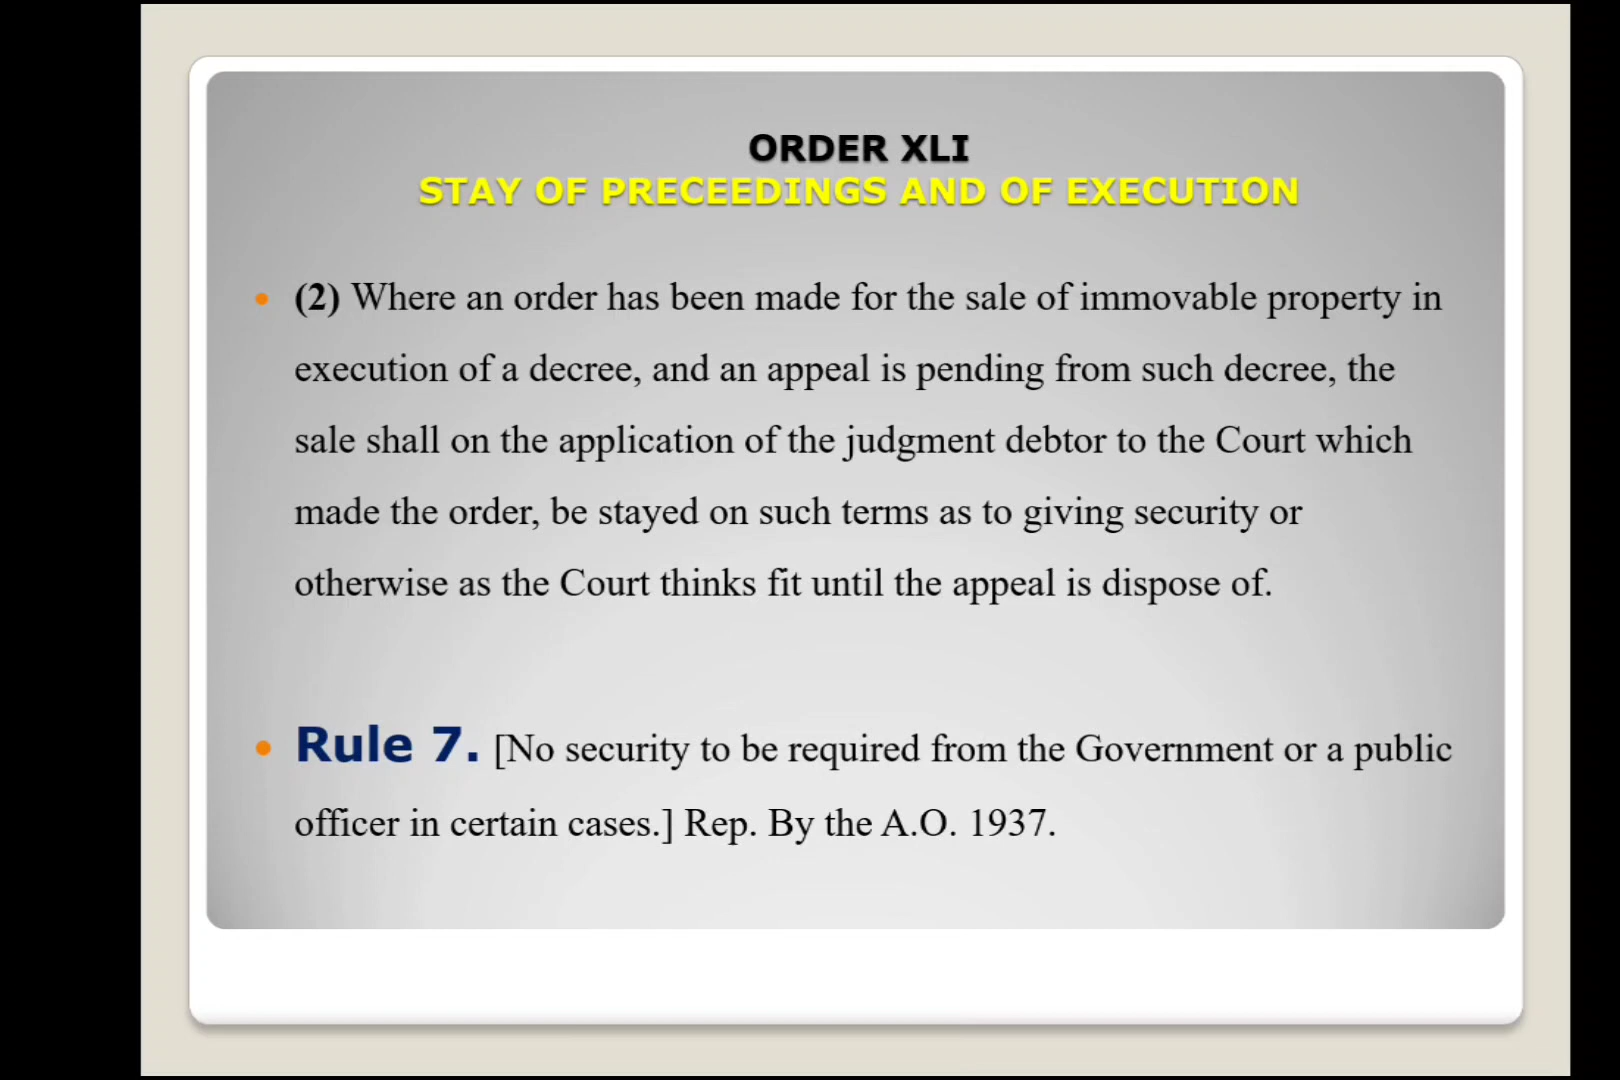 ORDER XLI
STAY OF PRECEEDINGS AND OF EXECUTION
• (2) Where an order has been made for the sale of immovable property in
execution of a decree, and an appeal is pending from such decree, the
sale shall on the application of the judgment debtor to the Court which
made the order, be stayed on such terms as to giving security or
otherwise as the Court thinks fit until the appeal is dispose of.
• Rule 7. [No security to be required from the Government or a public
officer in certain cases.] Rep. By the A.O. 1937.